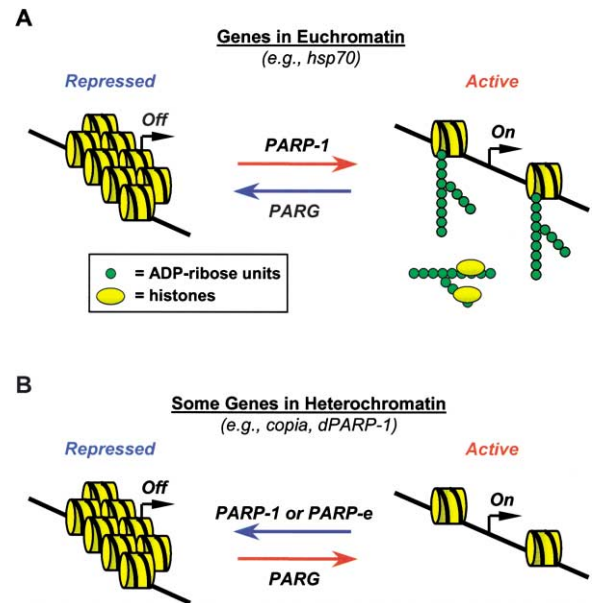 A
Genes in Euchromatin
(e.g., hsp70)
Repressed
Active
Off
On
PARP-1
PARG
= ADP-ribose units
= histones
B
Some Genes in Heterochromatin
(e.g., copia, dPARP-1)
Repressed
Active
Off
On
PARP-1 or PARP-e
PARG